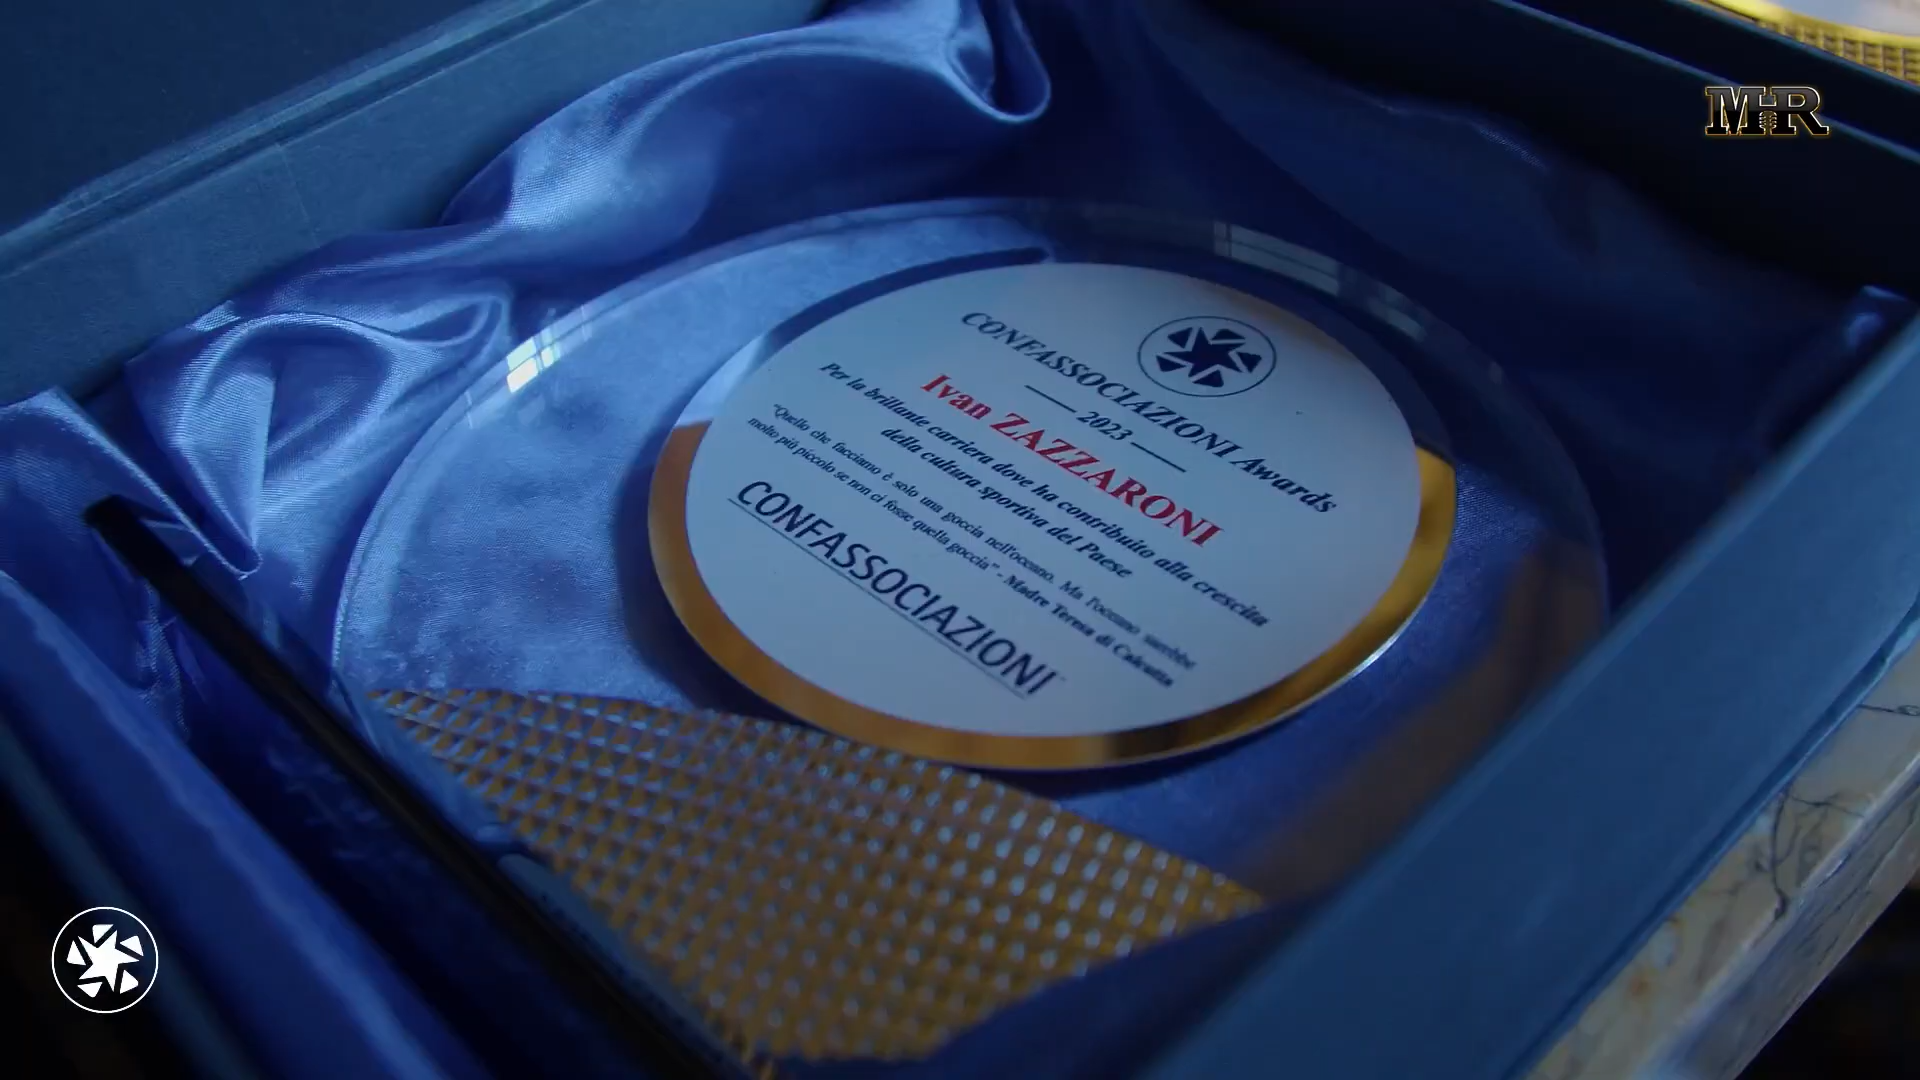 M·R
CONFASSOCIAZIONI Awards
2023
Ivan ZAZZARONI
Per la brillante carriera dove ha contribuito alla crescita
della cultura sportiva del Paese
"Quello che facciamo è solo una goccia nell'oceano. Ma l'oceano sarebbe
molto più piccolo se non ci fosse quella goccia" - Madre Teresa di Calcutta
CONFASSOCIAZIONI